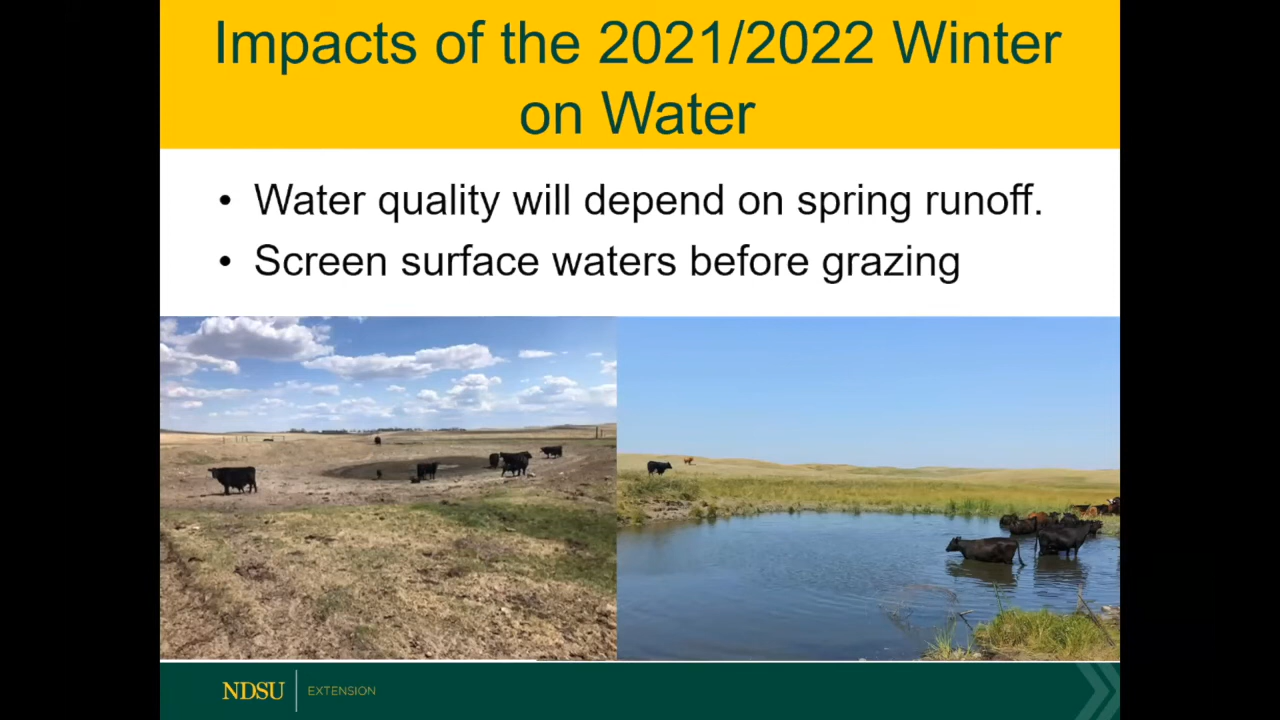 Impacts of the 2021/2022 Winter
on Water
• Water quality will depend on spring runoff.
• Screen surface waters before grazing
NDSU EXTENSION